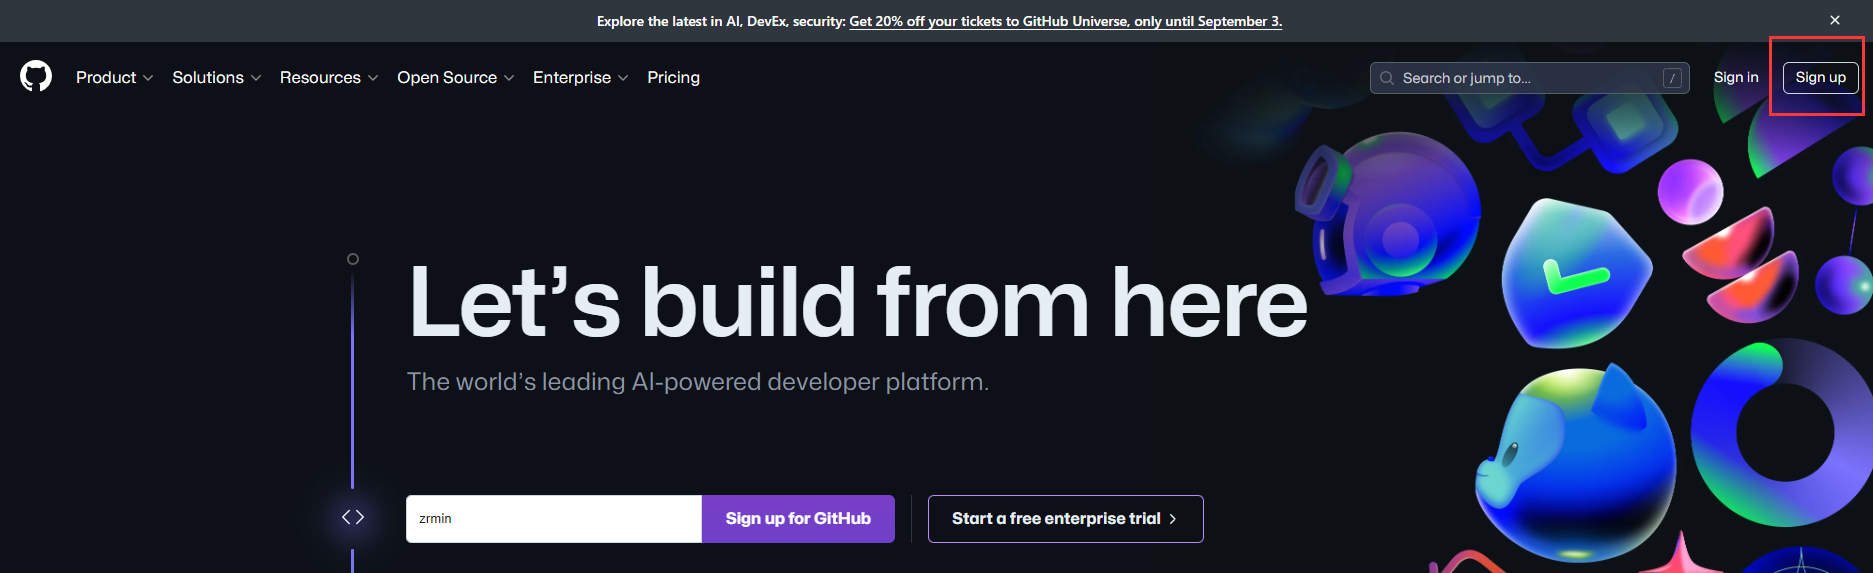 Explore the latest in AI, DevEx, security: Get 20% off your tickets to GitHub Universe, only until September 3.
Product Solutions Resources Open Source Enterprise Pricing Search or jump to... / Sign in Sign up
Let’s build from here
The world’s leading AI-powered developer platform.
zrmin Sign up for GitHub Start a free enterprise trial